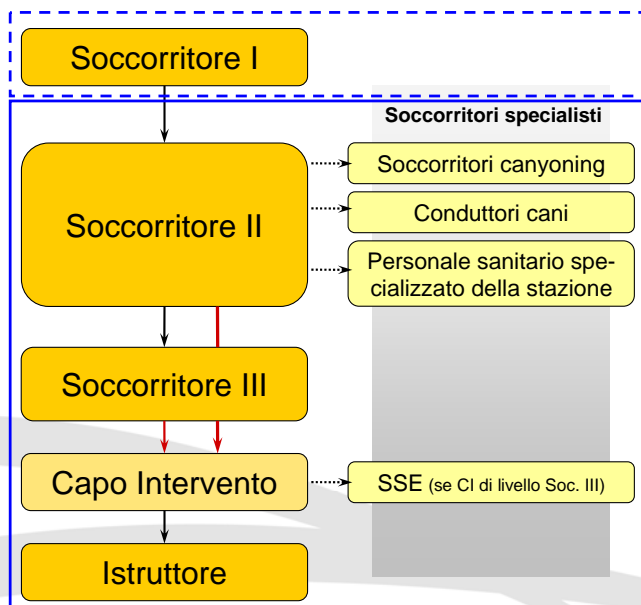 Soccorritore I
Soccorritori specialisti
Soccorritore II
Soccorritori canyoning
Conduttori cani
Personale sanitario spe-
cializzato della stazione
Soccorritore III
Capo Intervento
SSE (se CI di livello Soc. III)
Istruttore